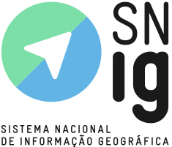 SN
ig
SISTEMA NACIONAL
DE INFORMAÇÃO GEOGRÁFICA